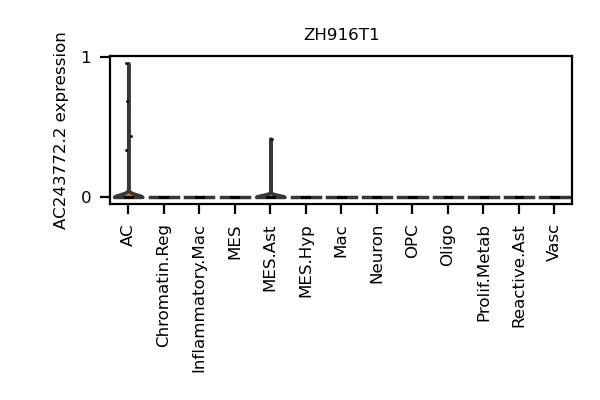 ZH916T1
AC243772.2 expression
1
0
AC
Chromatin.Reg
Inflammatory.Mac
MES
MES.Ast
MES.Hyp
Mac
Neuron
OPC
Oligo
Prolif.Metab
Reactive.Ast
Vasc